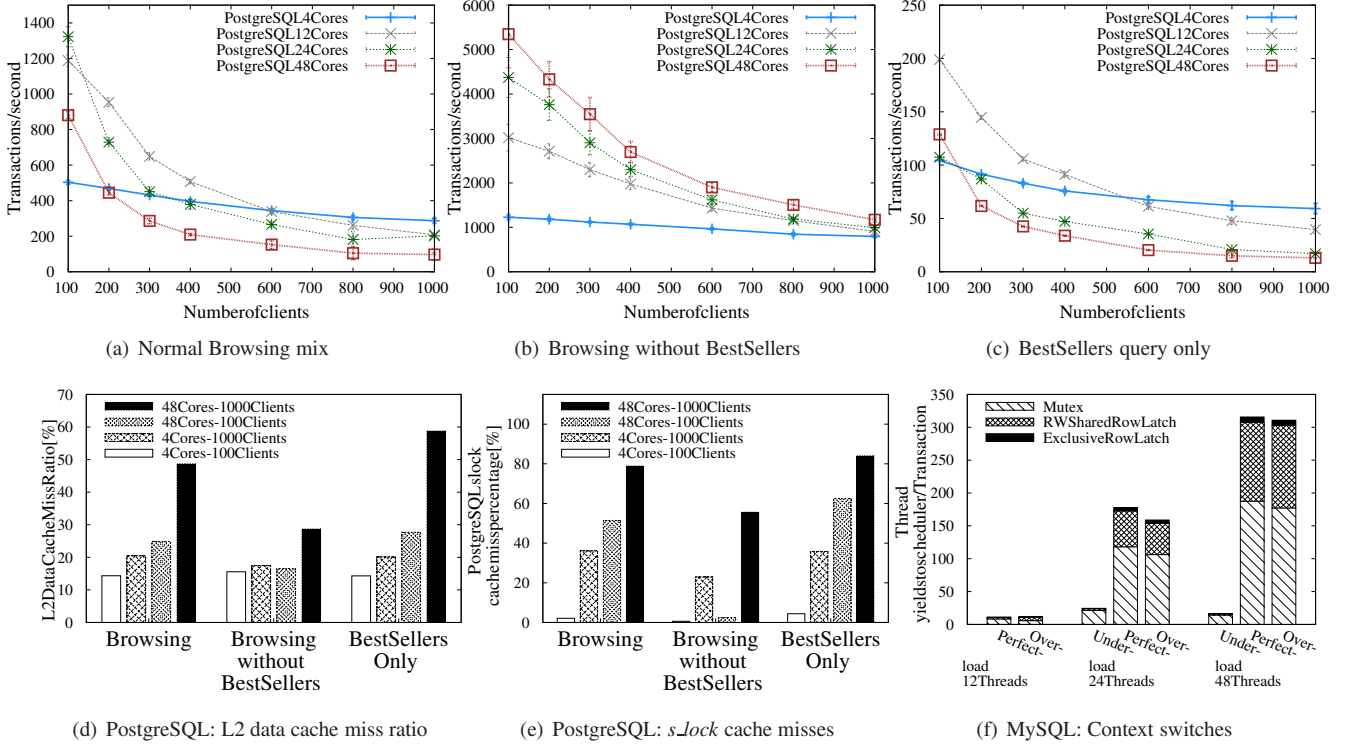 1400
1200
1000
800
600
400
200
0
Transactions/second
PostgreSQL4Cores
PostgreSQL12Cores
PostgreSQL24Cores
PostgreSQL48Cores
100 200 300 400 500 600 700 800 900 1000
Numberofclients
(a) Normal Browsing mix
6000
5000
4000
3000
2000
1000
0
Transactions/second
PostgreSQL4Cores
PostgreSQL12Cores
PostgreSQL24Cores
PostgreSQL48Cores
100 200 300 400 500 600 700 800 900 1000
Numberofclients
(b) Browsing without BestSellers
250
200
150
100
50
0
Transactions/second
PostgreSQL4Cores
PostgreSQL12Cores
PostgreSQL24Cores
PostgreSQL48Cores
100 200 300 400 500 600 700 800 900 1000
Numberofclients
(c) BestSellers query only
70
60
50
40
30
20
10
0
L2DataCacheMissRatio[%]
48Cores-1000Clients
48Cores-100Clients
4Cores-1000Clients
4Cores-100Clients
Browsing
Browsing
without
BestSellers
BestSellers
Only
(d) PostgreSQL: L2 data cache miss ratio
100
80
60
40
20
0
PostgreSQLslock
cachemisspercentage[%]
48Cores-1000Clients
48Cores-100Clients
4Cores-1000Clients
4Cores-100Clients
Browsing
Browsing
without
BestSellers
BestSellers
Only
(e) PostgreSQL: s_lock cache misses
350
300
250
200
150
100
50
0
Thread
yieldstoscheduler/Transaction
Mutex
RWSharedRowLatch
ExclusiveRowLatch
Perfect-
Over-
load
12Threads
Under-
Perfect-
Over-
load
24Threads
Under-
Perfect-
Over-
load
48Threads
(f) MySQL: Context switches